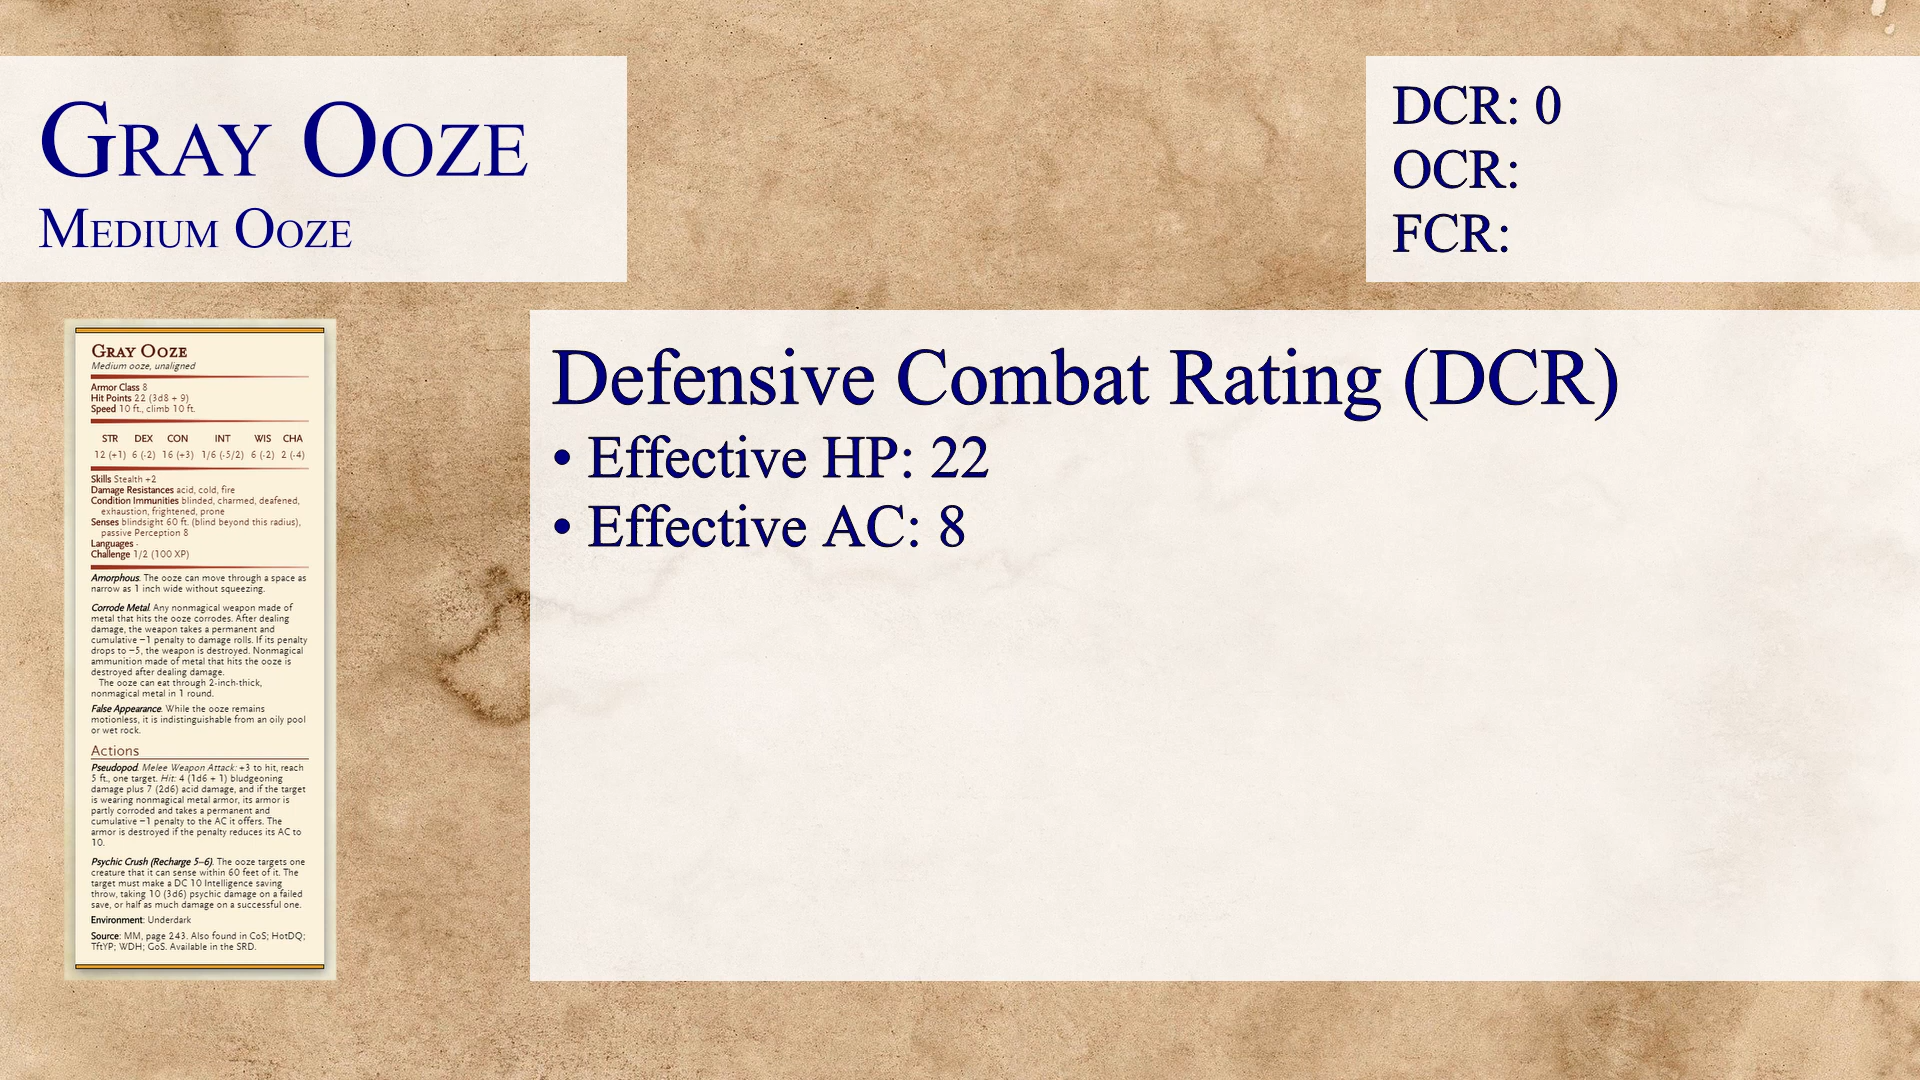 Gray Ooze
Medium Ooze
DCR: 0
OCR:
FCR:
Gray Ooze
Medium ooze, unaligned
Armor Class 8
Hit Points 22 (3d8 + 9)
Speed 10 ft., climb 10 ft.
STR DEX CON INT WIS CHA
12 (+1) 6 (-2) 16 (+3) 1/6 (-5/2) 6 (-2) 2 (-4)
Skills Stealth +2
Damage Resistances acid, cold, fire
Condition Immunities blinded, charmed, deafened,
exhaustion, frightened, prone
Senses blindsight 60 ft. (blind beyond this radius),
passive Perception 8
Languages -
Challenge 1/2 (100 XP)
Amorphous. The ooze can move through a space as
narrow as 1 inch wide without squeezing.
Corrode Metal. Any nonmagical weapon made of
metal that hits the ooze corrodes. After dealing
damage, the weapon takes a permanent and
cumulative −1 penalty to damage rolls. If its penalty
drops to −5, the weapon is destroyed. Nonmagical
ammunition made of metal that hits the ooze is
destroyed after dealing damage.
The ooze can eat through 2-inch-thick,
nonmagical metal in 1 round.
False Appearance. While the ooze remains
motionless, it is indistinguishable from an oily pool
or wet rock.
Actions
Pseudopod. Melee Weapon Attack: +3 to hit, reach
5 ft., one target. Hit: 4 (1d6 + 1) bludgeoning
damage plus 7 (2d6) acid damage, and if the target
is wearing nonmagical metal armor, its armor is
partly corroded and takes a permanent and
cumulative −1 penalty to the AC it offers. The
armor is destroyed if the penalty reduces its AC to
10.
Psychic Crush (Recharge 5–6). The ooze targets one
creature that it can sense within 60 feet of it. The
target must make a DC 10 Intelligence saving
throw, taking 10 (3d6) psychic damage on a failed
save, or half as much damage on a successful one.
Environment: Underdark
Source: MM, page 243. Also found in CoS; HotDQ;
TftYP; WDH; GoS. Available in the SRD.
Defensive Combat Rating (DCR)
• Effective HP: 22
• Effective AC: 8